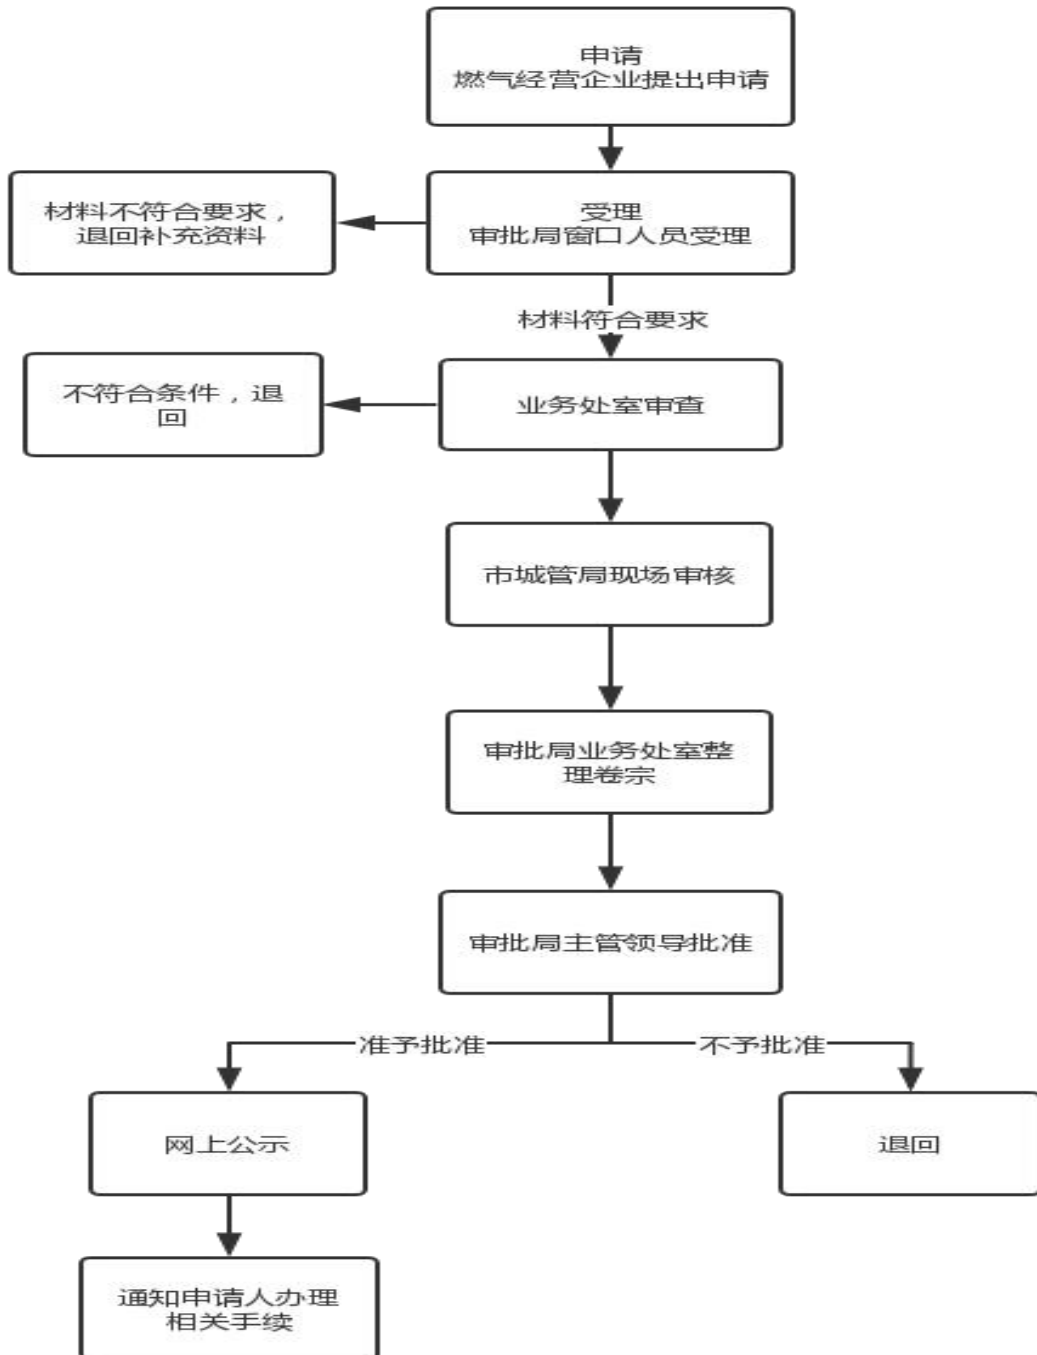 申请
燃气经营企业提出申请
材料不符合要求，
退回补充资料
受理
审批局窗口人员受理
材料符合要求
不符合条件，退
回
业务处室审查
市城管局现场审核
审批局业务处室整
理卷宗
审批局主管领导批准
准予批准
不予批准
网上公示
退回
通知申请人办理
相关手续